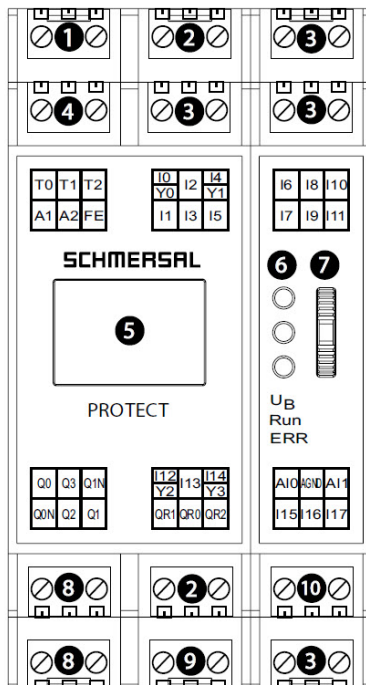 1 2 3
4 3 3
T0 T1 T2 I0 I2 I4 I6 I8 I10
Y0 Y1
A1 A2 FE I1 I3 I5 I7 I9 I11
SCHMERSAL
6 7
5
PROTECT
UB
Run
ERR
Q0 Q3 Q1N I12 I13 I14 AI0 AGND AI1
Y2 Y3
Q0N Q2 Q1 QR1 QR0 QR2 I15 I16 I17
8 2 10
8 9 3